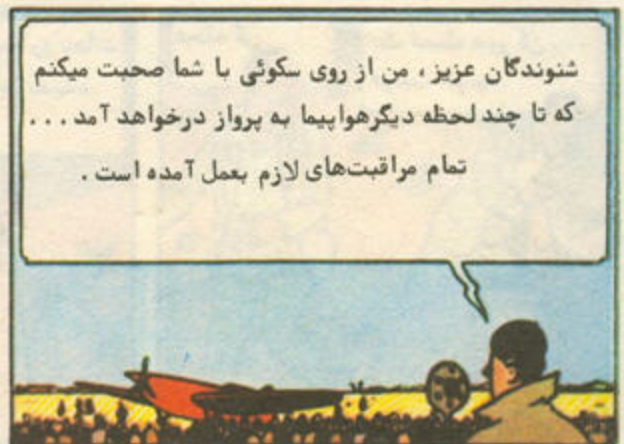 شنوندگان عزیز ، من از روی سکوئی با شما صحبت میکنم
که تا چند لحظه دیگرهواپیما به پرواز درخواهد آمد ...
تمام مراقبت‌های لازم بعمل آمده است .